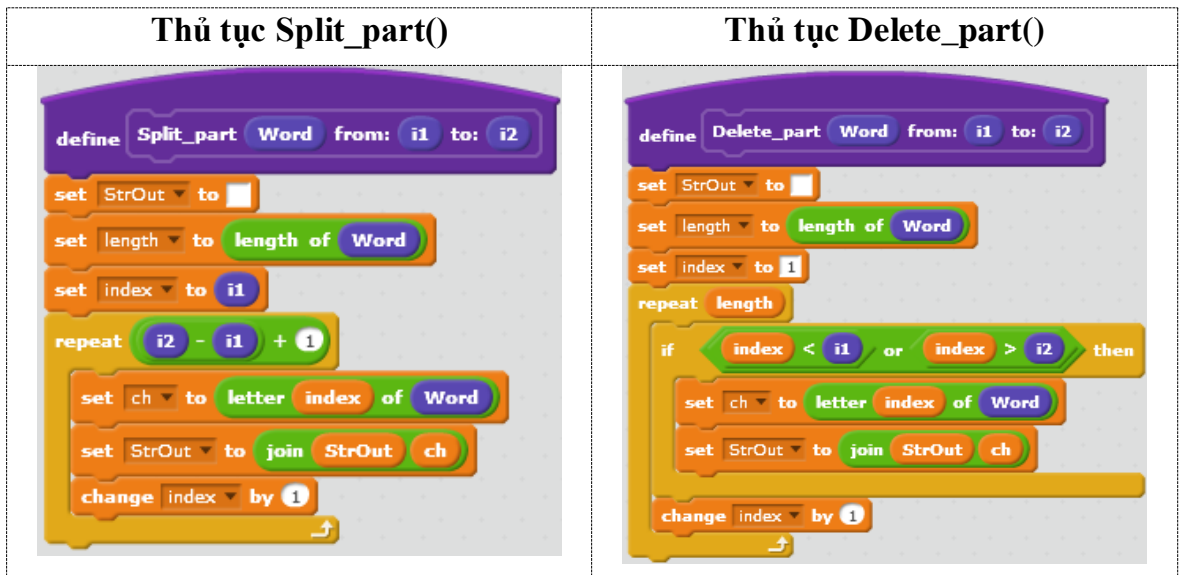 Thủ tục Split_part()
define Split_part Word from: i1 to: i2
set StrOut to
set length to length of Word
set index to i1
repeat i2 - i1 + 1
set ch to letter index of Word
set StrOut to join StrOut ch
change index by 1
Thủ tục Delete_part()
define Delete_part Word from: i1 to: i2
set StrOut to
set length to length of Word
set index to 1
repeat length
if index < i1 or index > i2 then
set ch to letter index of Word
set StrOut to join StrOut ch
change index by 1